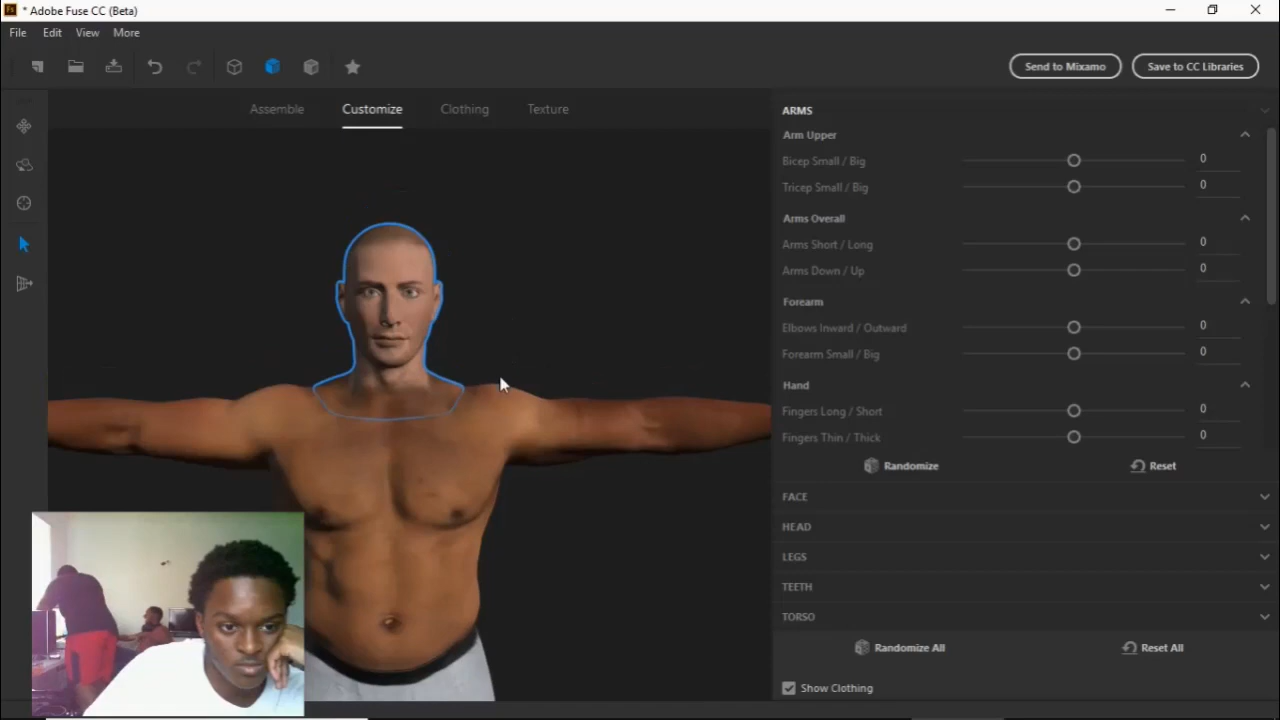 * Adobe Fuse CC (Beta)
File Edit View More
Send to Mixamo Save to CC Libraries
Assemble Customize Clothing Texture
ARMS
Arm Upper
Bicep Small / Big 0
Tricep Small / Big 0
Arms Overall
Arms Short / Long 0
Arms Down / Up 0
Forearm
Elbows Inward / Outward 0
Forearm Small / Big 0
Hand
Fingers Long / Short 0
Fingers Thin / Thick 0
Randomize Reset
FACE
HEAD
LEGS
TEETH
TORSO
Randomize All Reset All
Show Clothing